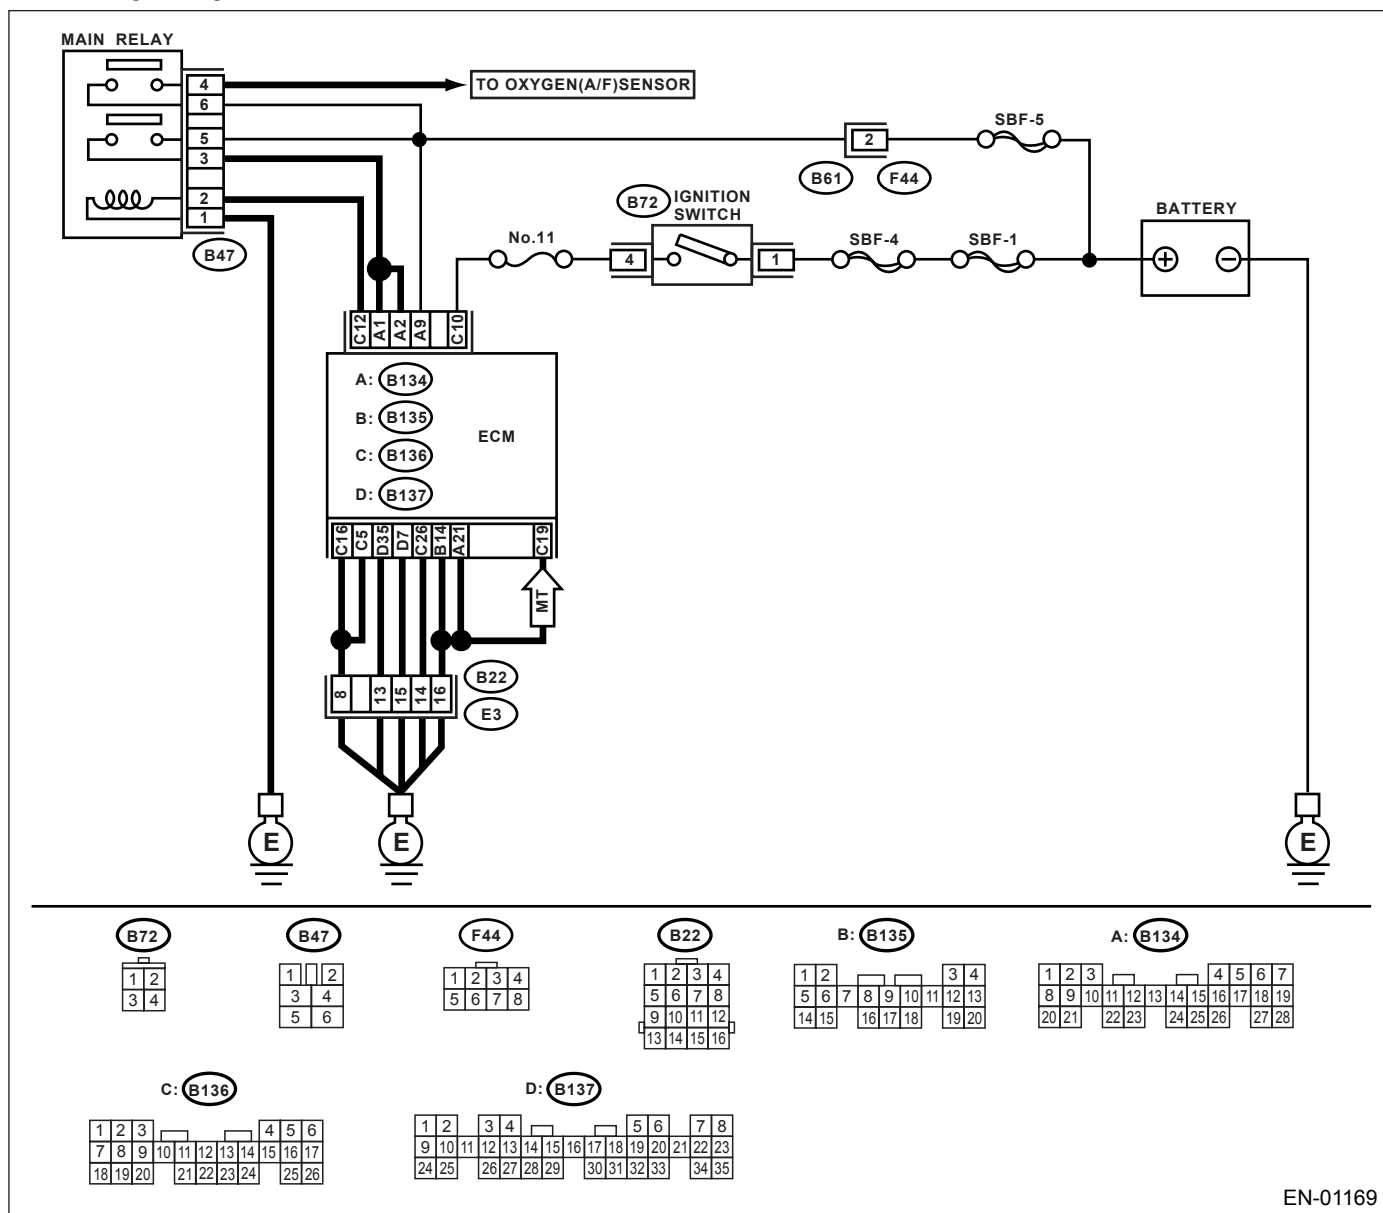 MAIN RELAY
4
6
5
3
2
1
B47
TO OXYGEN(A/F)SENSOR
SBF-5
2
B61
F44
B72
IGNITION
SWITCH
No.11
4
1
SBF-4
SBF-1
BATTERY
C12
A1
A2
A9
C10
A: B134
B: B135
C: B136
D: B137
ECM
C16
C5
D35
D7
C26
B14
A21
C19
MT
8
13
15
14
16
B22
E3
E
E
E
B72
1 2
3 4
B47
1 2
3 4
5 6
F44
1 2 3 4
5 6 7 8
B22
1 2 3 4
5 6 7 8
9 10 11 12
13 14 15 16
B: B135
1 2 3 4
5 6 7 8 9 10 11 12 13
14 15 16 17 18 19 20
A: B134
1 2 3 4 5 6 7
8 9 10 11 12 13 14 15 16 17 18 19
20 21 22 23 24 25 26 27 28
C: B136
1 2 3 4 5 6
7 8 9 10 11 12 13 14 15 16 17
18 19 20 21 22 23 24 25 26
D: B137
1 2 3 4 5 6 7 8
9 10 11 12 13 14 15 16 17 18 19 20 21 22 23
24 25 26 27 28 29 30 31 32 33 34 35
EN-01169